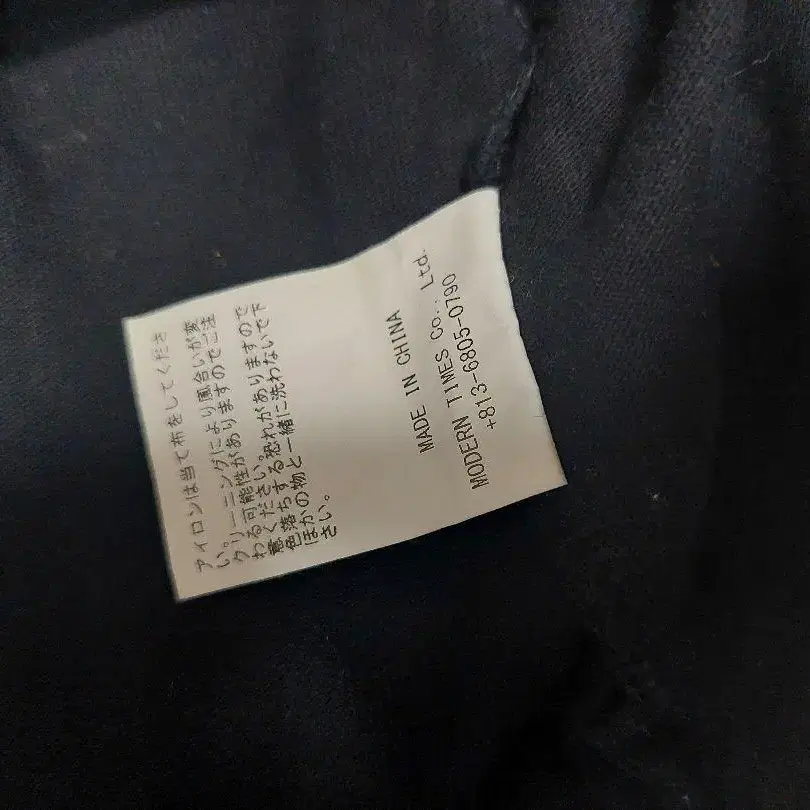 アイロンは当て布をしてくださ
い。
クリーニングにより風合いが変
わる可能性がありますのでご注
意ください。
色落ちする恐れがありますので
ほかの物と一緒に洗わないで下
さい。
MADE IN CHINA
MODERN TIMES Co., Ltd.
+813-6805-0790